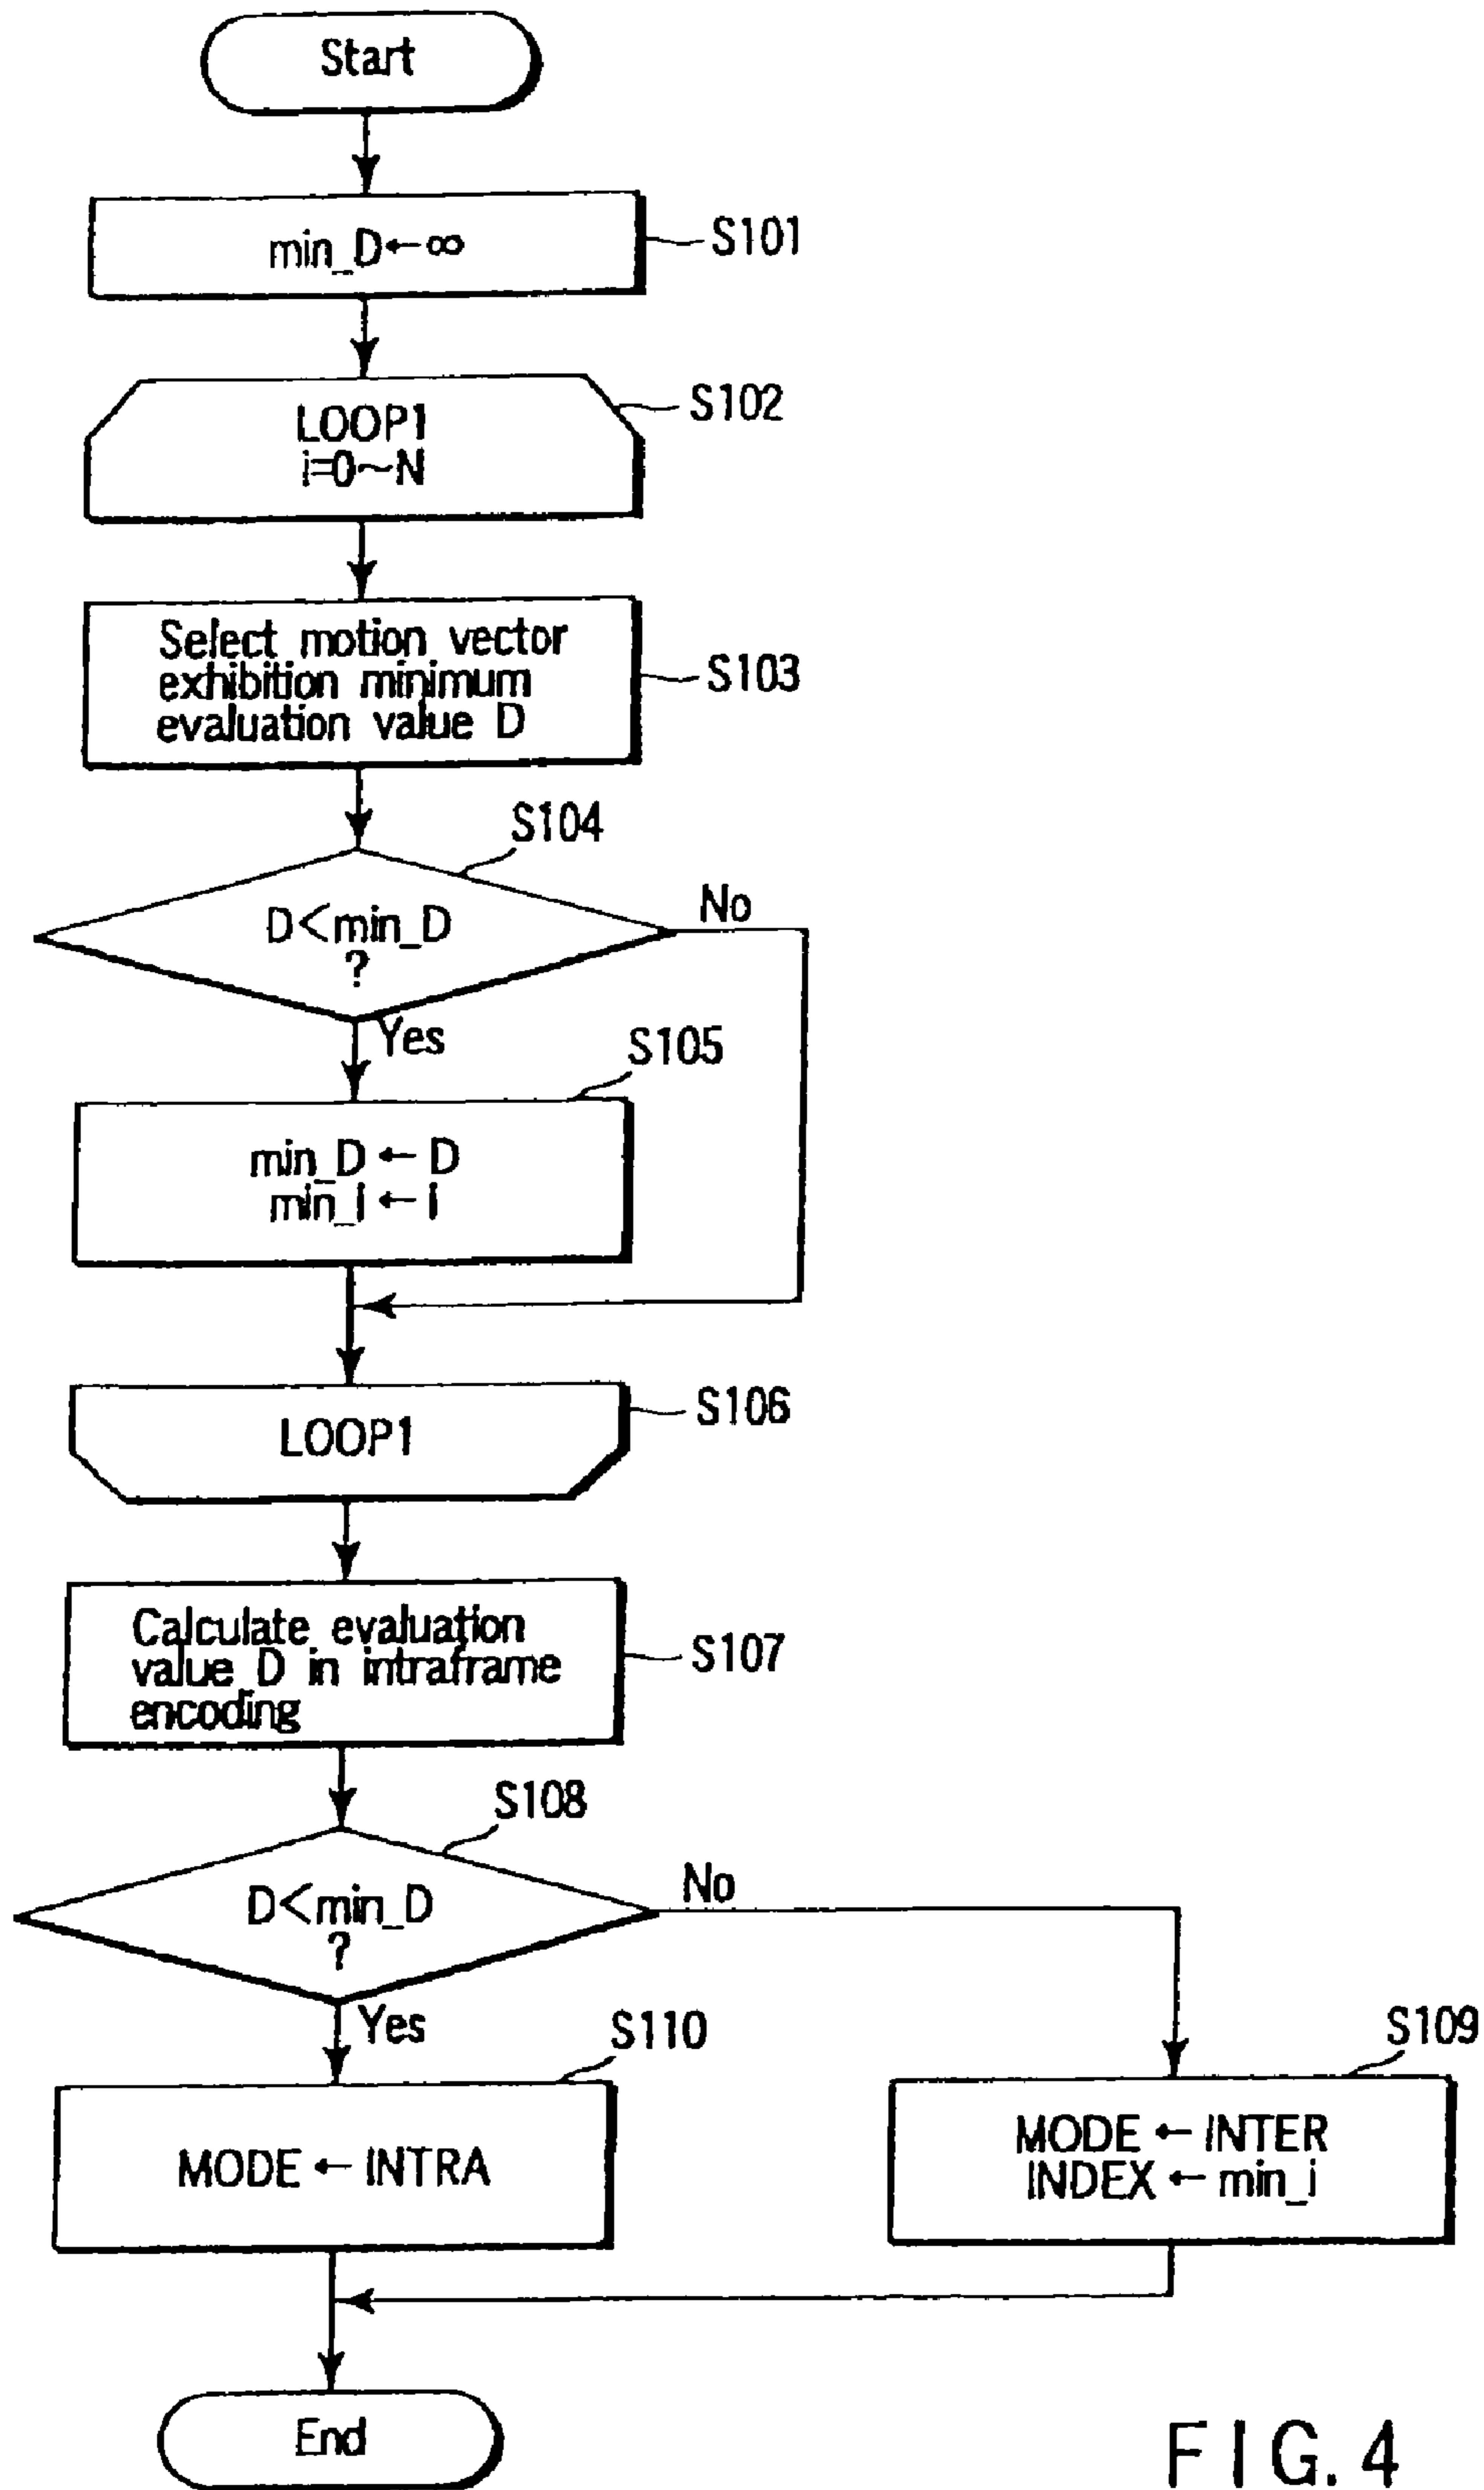 Start
min_D←∞
S101
LOOP1
i=0~N
S102
Select motion vector
exhibition minimum
evaluation value D
S103
S104
D<min_D
?
No
Yes
S105
min_D ← D
min_i ← i
LOOP1
S106
Calculate evaluation
value D in intraframe
encoding
S107
S108
D<min_D
?
No
Yes
S110
MODE ← INTRA
S109
MODE ← INTER
INDEX ← min_i
End
FIG. 4